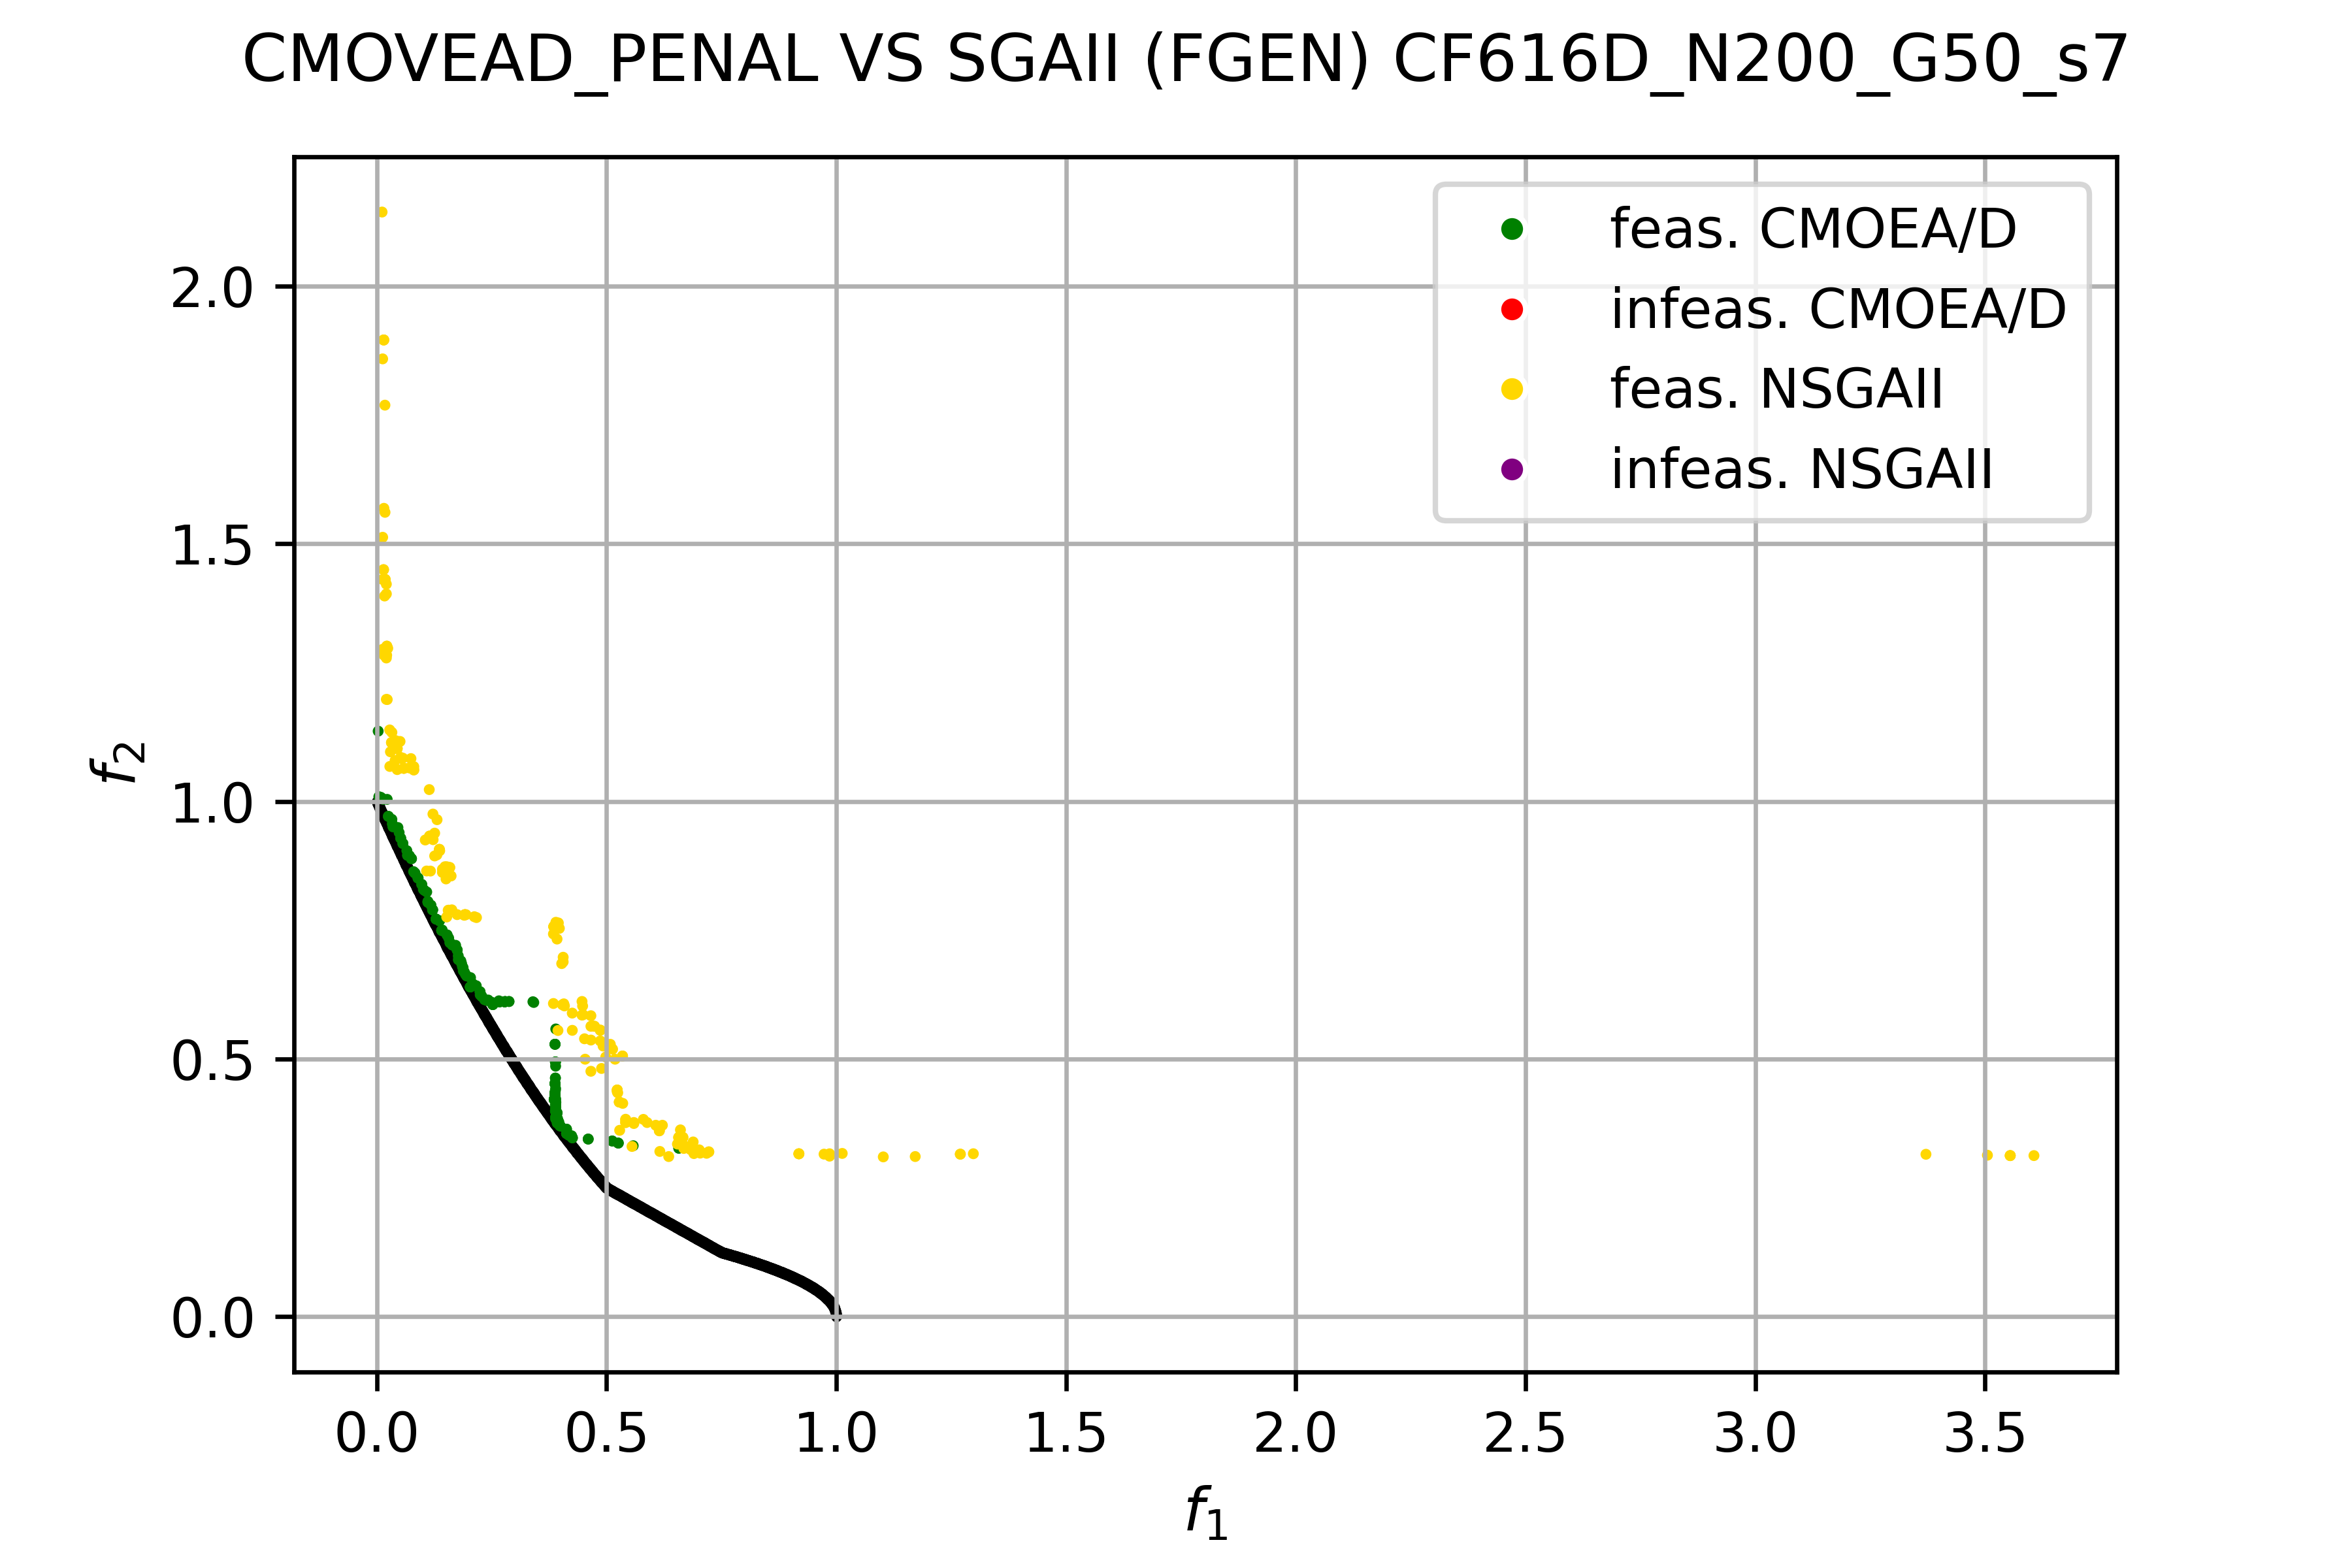 CMOVEAD_PENAL VS SGAII (FGEN) CF616D_N200_G50_s7
feas. CMOEA/D
infeas. CMOEA/D
feas. NSGAII
infeas. NSGAII
2.0
1.5
1.0
0.5
0.0
f2
0.0 0.5 1.0 1.5 2.0 2.5 3.0 3.5
f1